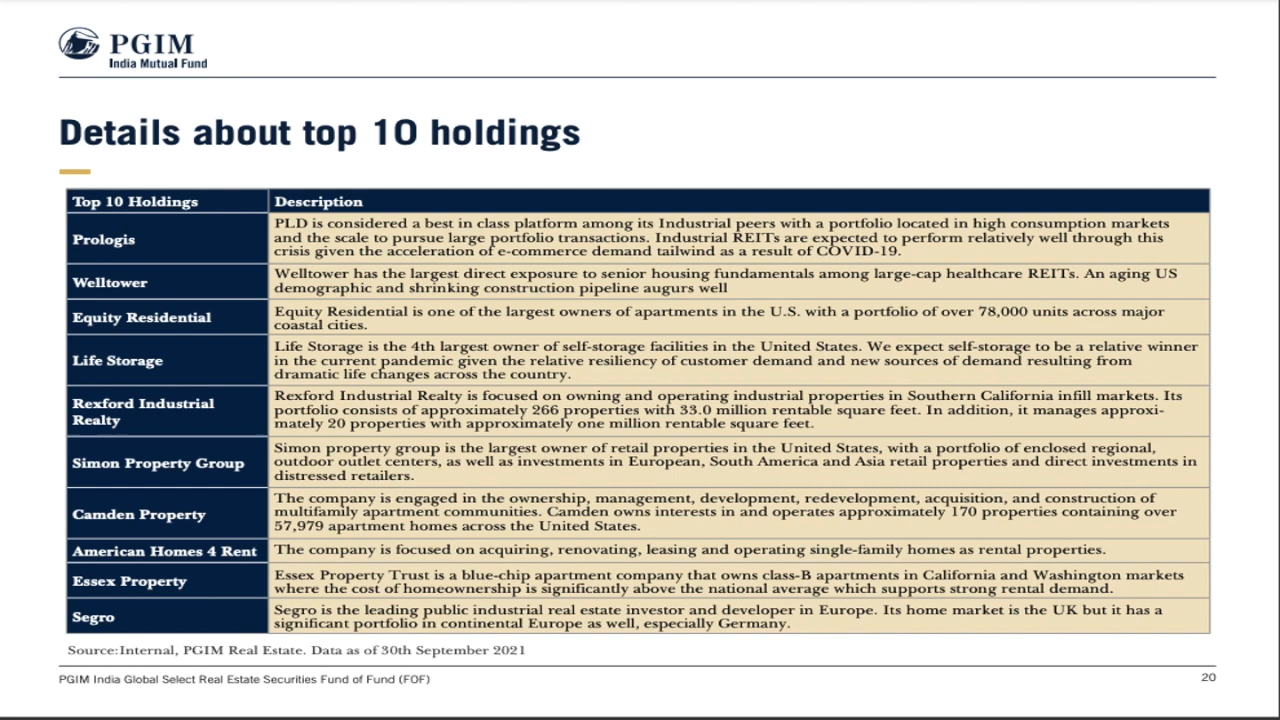 PGIM
India Mutual Fund
Details about top 10 holdings
Top 10 Holdings
Description
Prologis
PLD is considered a best in class platform among its Industrial peers with a portfolio located in high consumption markets
and the scale to pursue large portfolio transactions. Industrial REITs are expected to perform relatively well through this
crisis given the acceleration of e-commerce demand tailwind as a result of COVID-19.
Welltower
Welltower has the largest direct exposure to senior housing fundamentals among large-cap healthcare REITs. An aging US
demographic and shrinking construction pipeline augurs well
Equity Residential
Equity Residential is one of the largest owners of apartments in the U.S. with a portfolio of over 78,000 units across major
coastal cities.
Life Storage
Life Storage is the 4th largest owner of self-storage facilities in the United States. We expect self-storage to be a relative winner
in the current pandemic given the relative resiliency of customer demand and new sources of demand resulting from
dramatic life changes across the country.
Rexford Industrial
Realty
Rexford Industrial Realty is focused on owning and operating industrial properties in Southern California infill markets. Its
portfolio consists of approximately 266 properties with 33.0 million rentable square feet. In addition, it manages approxi-
mately 20 properties with approximately one million rentable square feet.
Simon Property Group
Simon property group is the largest owner of retail properties in the United States, with a portfolio of enclosed regional,
outdoor outlet centers, as well as investments in European, South America and Asia retail properties and direct investments in
distressed retailers.
Camden Property
The company is engaged in the ownership, management, development, redevelopment, acquisition, and construction of
multifamily apartment communities. Camden owns interests in and operates approximately 170 properties containing over
57,979 apartment homes across the United States.
American Homes 4 Rent
The company is focused on acquiring, renovating, leasing and operating single-family homes as rental properties.
Essex Property
Essex Property Trust is a blue-chip apartment company that owns class-B apartments in California and Washington markets
where the cost of homeownership is significantly above the national average which supports strong rental demand.
Segro
Segro is the leading public industrial real estate investor and developer in Europe. Its home market is the UK but it has a
significant portfolio in continental Europe as well, especially Germany.
Source:Internal, PGIM Real Estate. Data as of 30th September 2021
PGIM India Global Select Real Estate Securities Fund of Fund (FOF)
20